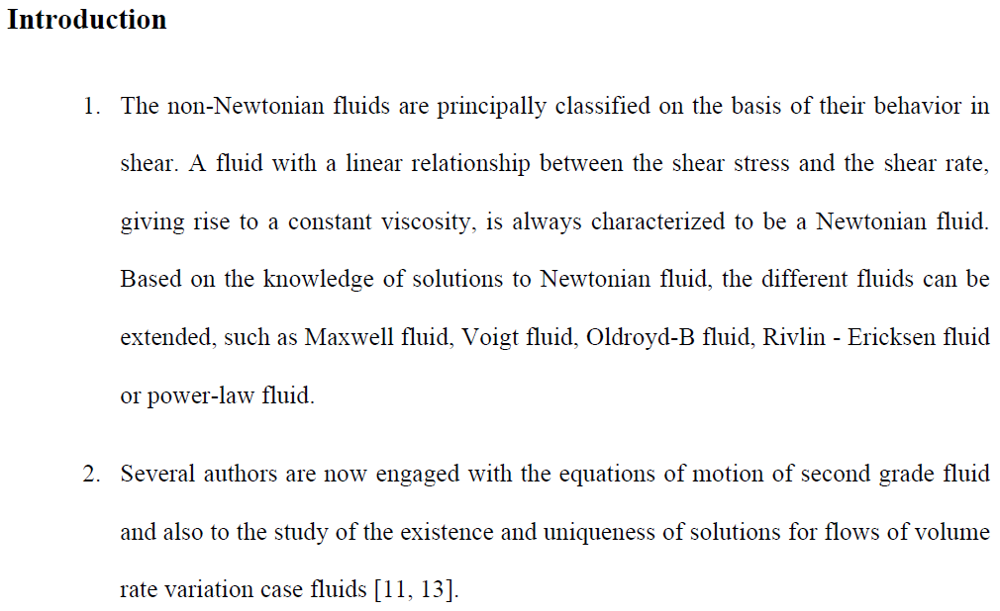 Introduction
1. The non-Newtonian fluids are principally classified on the basis of their behavior in
shear. A fluid with a linear relationship between the shear stress and the shear rate,
giving rise to a constant viscosity, is always characterized to be a Newtonian fluid.
Based on the knowledge of solutions to Newtonian fluid, the different fluids can be
extended, such as Maxwell fluid, Voigt fluid, Oldroyd-B fluid, Rivlin - Ericksen fluid
or power-law fluid.
2. Several authors are now engaged with the equations of motion of second grade fluid
and also to the study of the existence and uniqueness of solutions for flows of volume
rate variation case fluids [11, 13].